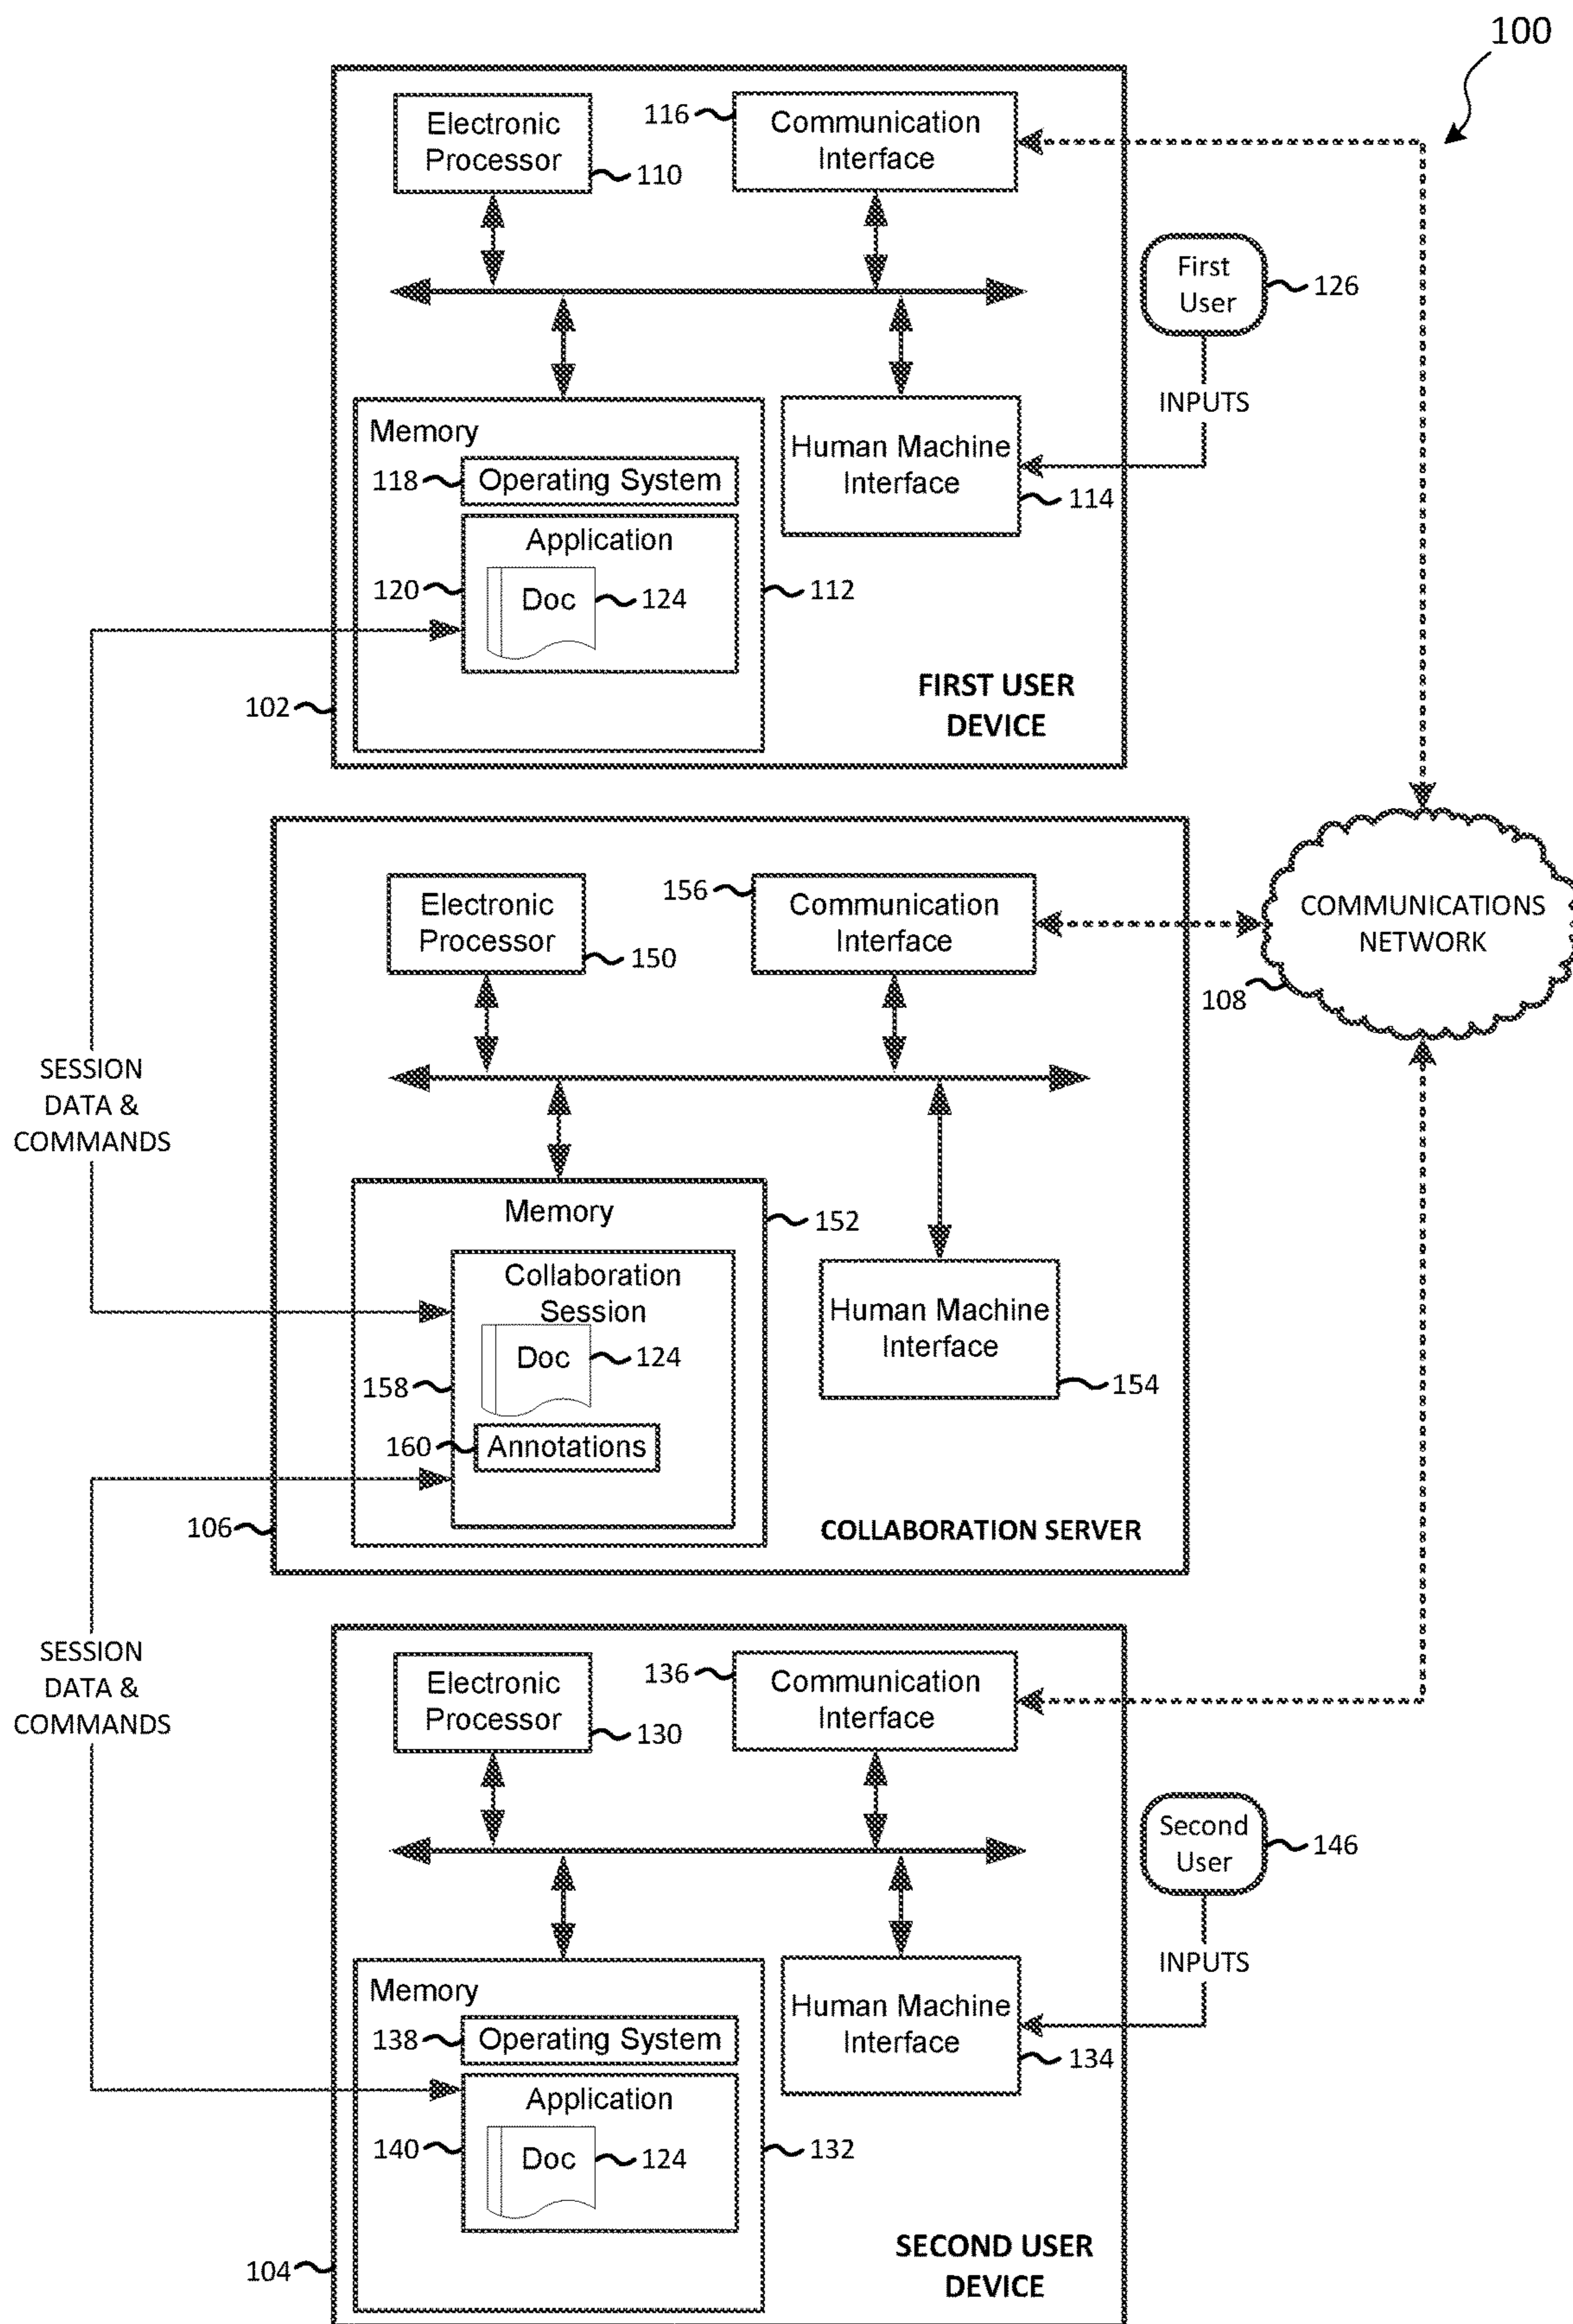 100
Electronic
Processor
110
116
Communication
Interface
First
User
126
INPUTS
Memory
118
Operating System
120
Application
Doc
124
112
Human Machine
Interface
114
102
FIRST USER
DEVICE
SESSION
DATA &
COMMANDS
Electronic
Processor
150
156
Communication
Interface
COMMUNICATIONS
NETWORK
108
Memory
152
Collaboration
Session
Doc
124
158
160
Annotations
Human Machine
Interface
154
106
COLLABORATION SERVER
SESSION
DATA &
COMMANDS
Electronic
Processor
130
136
Communication
Interface
Second
User
146
INPUTS
Memory
138
Operating System
140
Application
Doc
124
132
Human Machine
Interface
134
104
SECOND USER
DEVICE